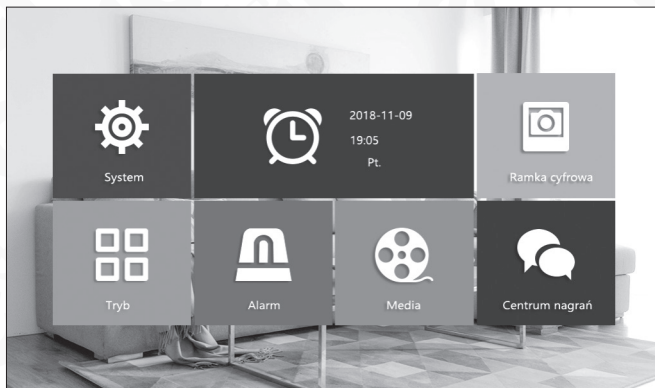 System
2018-11-09
19:05
Pt.
Ramka cyfrowa
Tryb
Alarm
Media
Centrum nagrań